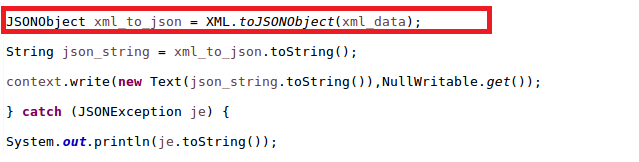 JSONObject xml_to_json = XML.toJSONObject(xml_data);
String json_string = xml_to_json.toString();
context.write(new Text(json_string.toString()),NullWritable.get());
} catch (JSONException je) {
System.out.println(je.toString());